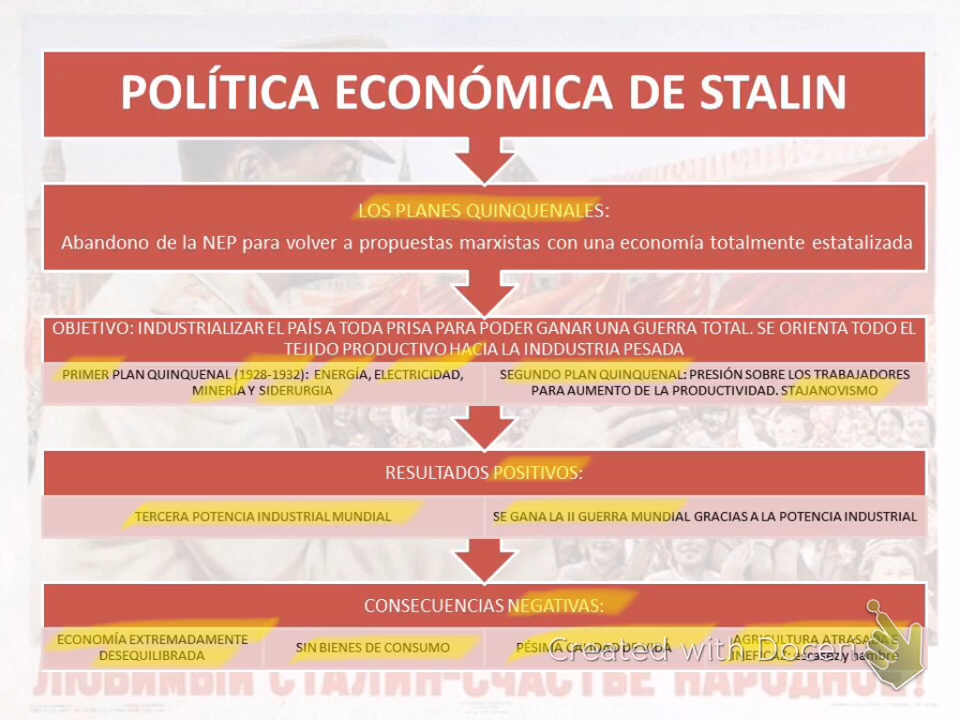 POLÍTICA ECONÓMICA DE STALIN
LOS PLANES QUINQUENALES:
Abandono de la NEP para volver a propuestas marxistas con una economía totalmente estatalizada
OBJETIVO: INDUSTRIALIZAR EL PAÍS A TODA PRISA PARA PODER GANAR UNA GUERRA TOTAL. SE ORIENTA TODO EL
TEJIDO PRODUCTIVO HACIA LA INDDUSTRIA PESADA
PRIMER PLAN QUINQUENAL (1928-1932): ENERGÍA, ELECTRICIDAD,
MINERÍA Y SIDERURGIA
SEGUNDO PLAN QUINQUENAL: PRESIÓN SOBRE LOS TRABAJADORES
PARA AUMENTO DE LA PRODUCTIVIDAD. STAJANOVISMO
RESULTADOS POSITIVOS:
TERCERA POTENCIA INDUSTRIAL MUNDIAL
SE GANA LA II GUERRA MUNDIAL GRACIAS A LA POTENCIA INDUSTRIAL
CONSECUENCIAS NEGATIVAS:
ECONOMÍA EXTREMADAMENTE
DESEQUILIBRADA
SIN BIENES DE CONSUMO
PÉSIMA CALIDAD DE VIDA
AGRICULTURA ATRASADA E
INEFICAZ: escasez y hambre
Created with
ЛЮБИМЫЙ СТАЛИН-СЧАСТЬЕ НАРОДНОЕ!